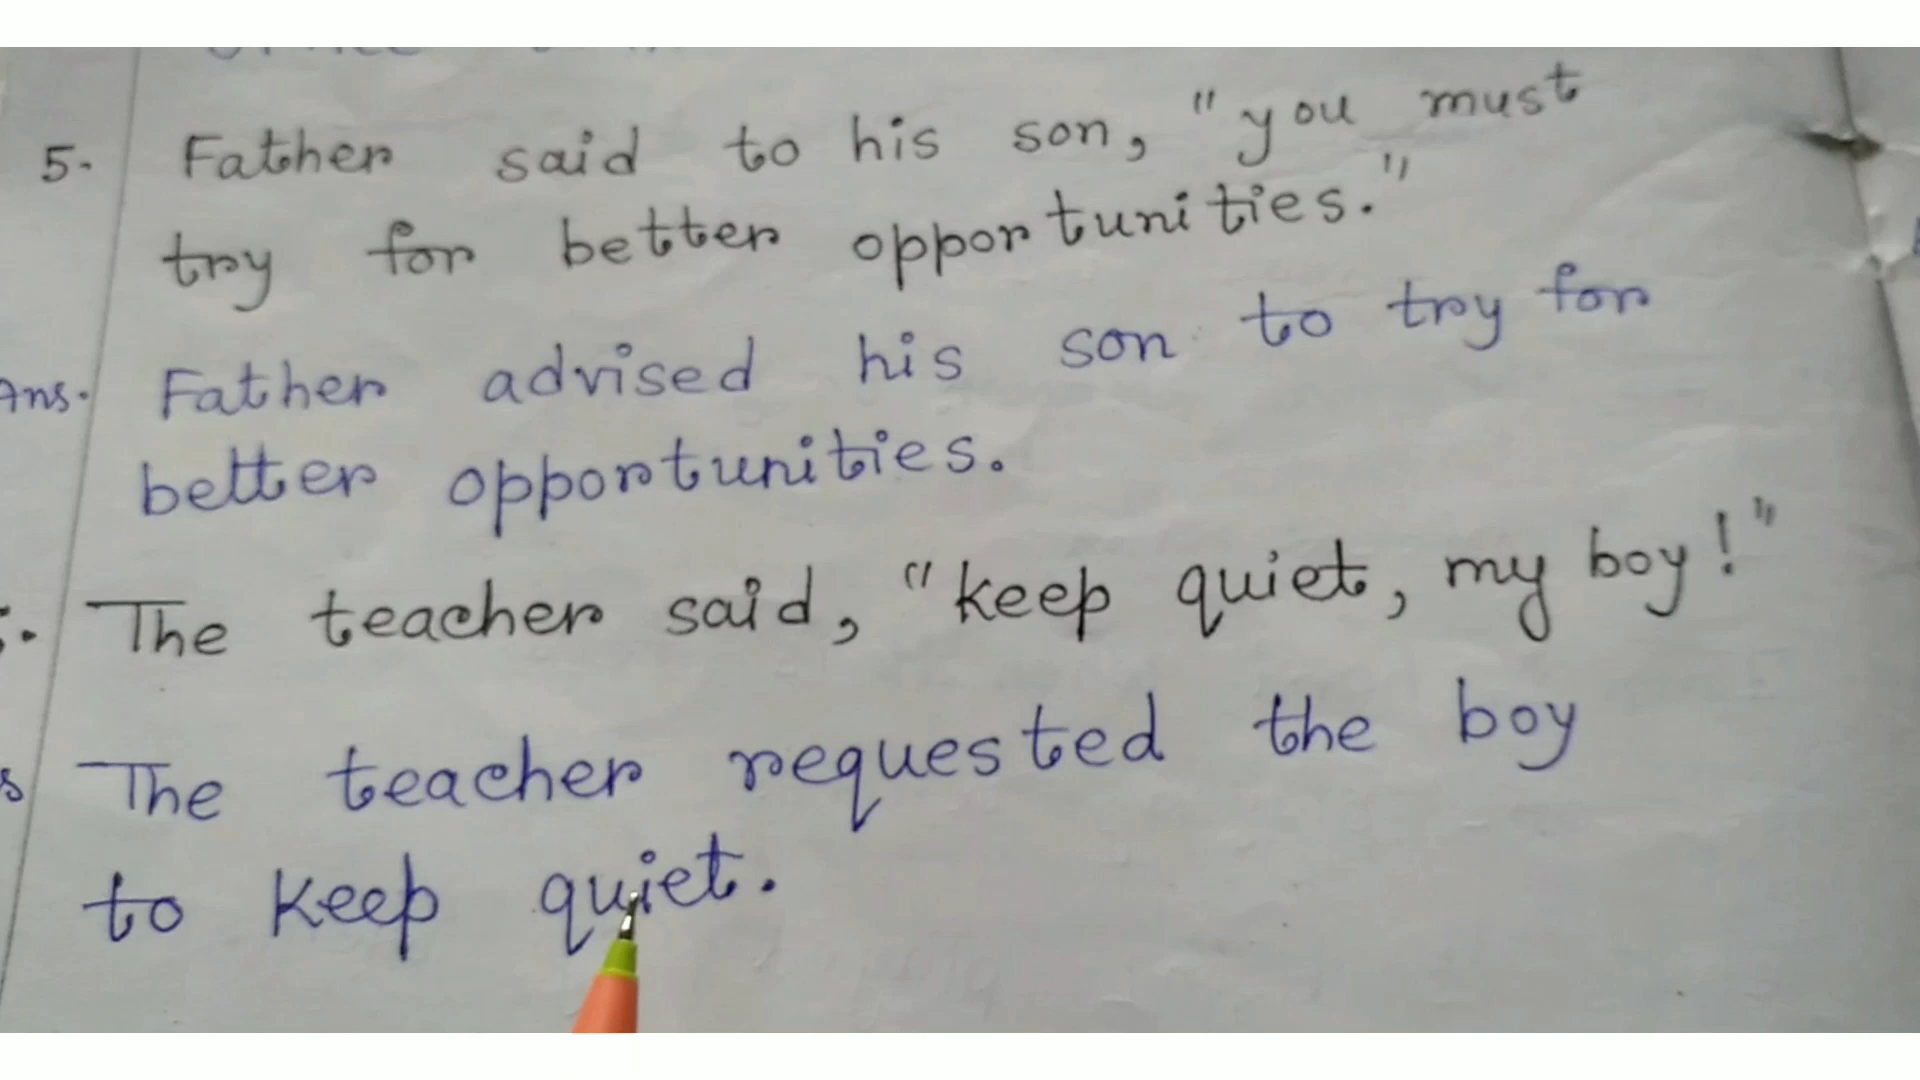 5. Father said to his son, "you must
try for better opportunities."
Ans. Father advised his son to try for
better opportunities.
The teacher said, "keep quiet, my boy!"
The teacher requested the boy
to keep quiet.